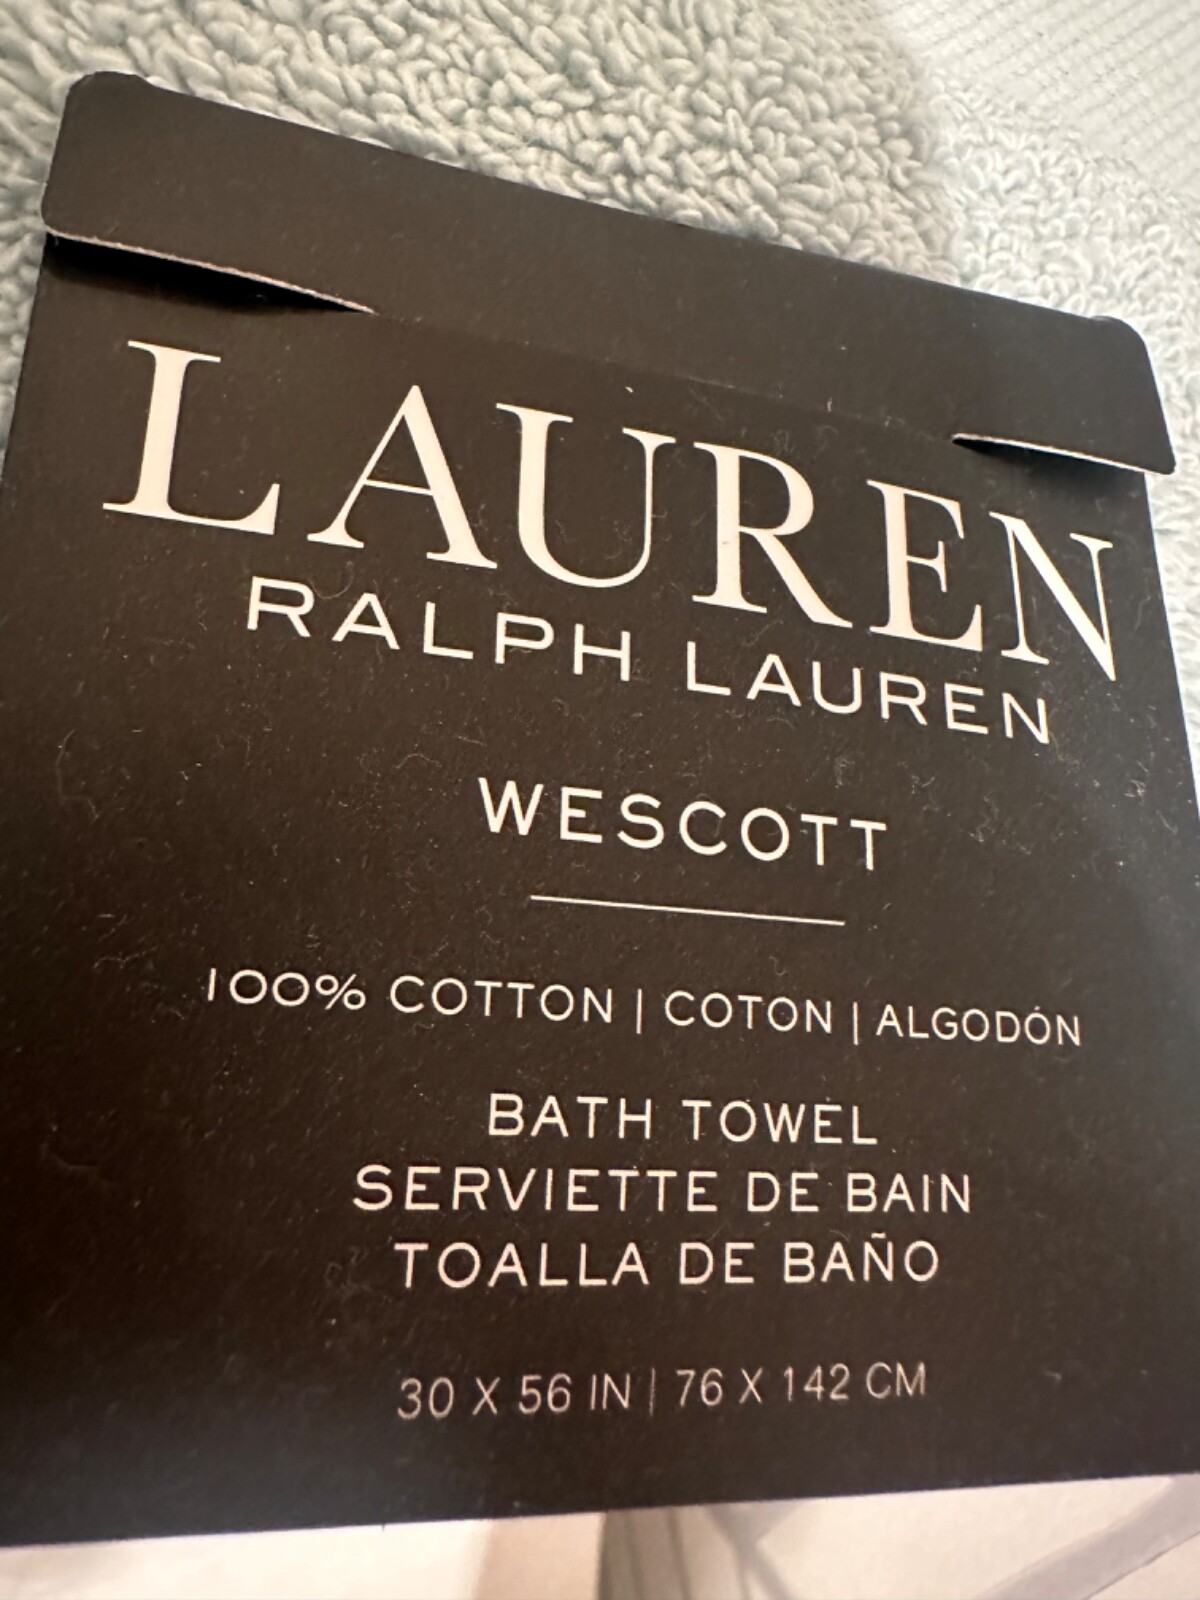 LAUREN
RALPH LAUREN
WESCOTT
100% COTTON | COTON | ALGODÓN
BATH TOWEL
SERVIETTE DE BAIN
TOALLA DE BAÑO
30 X 56 IN | 76 X 142 CM